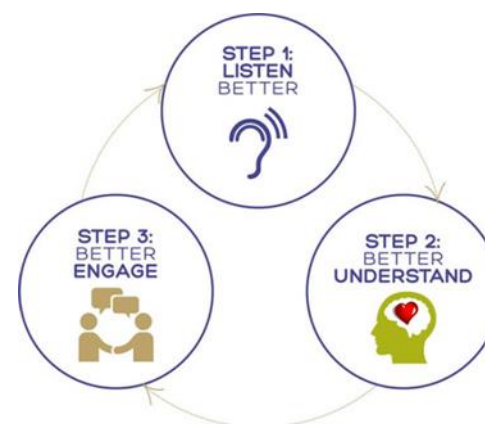 STEP 1:
LISTEN
BETTER
STEP 2:
BETTER
UNDERSTAND
STEP 3:
BETTER
ENGAGE